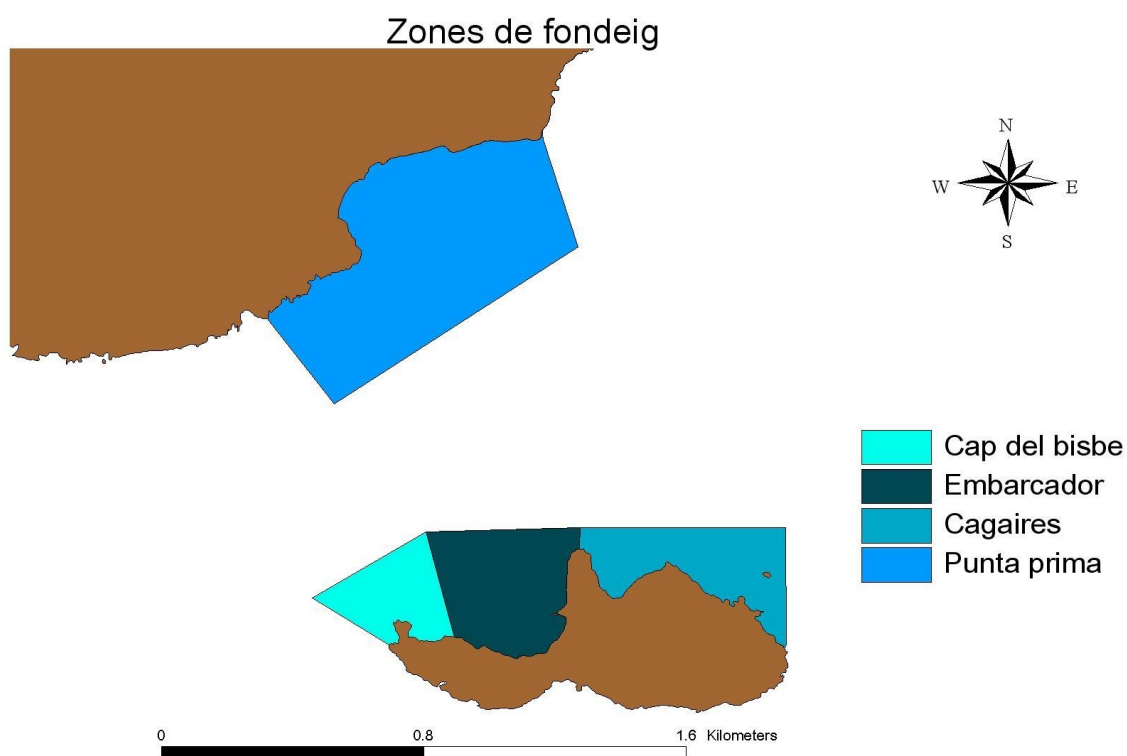 Zones de fondeig
N
W E
S
Cap del bisbe
Embarcador
Cagaires
Punta prima
0 0.8 1.6 Kilometers